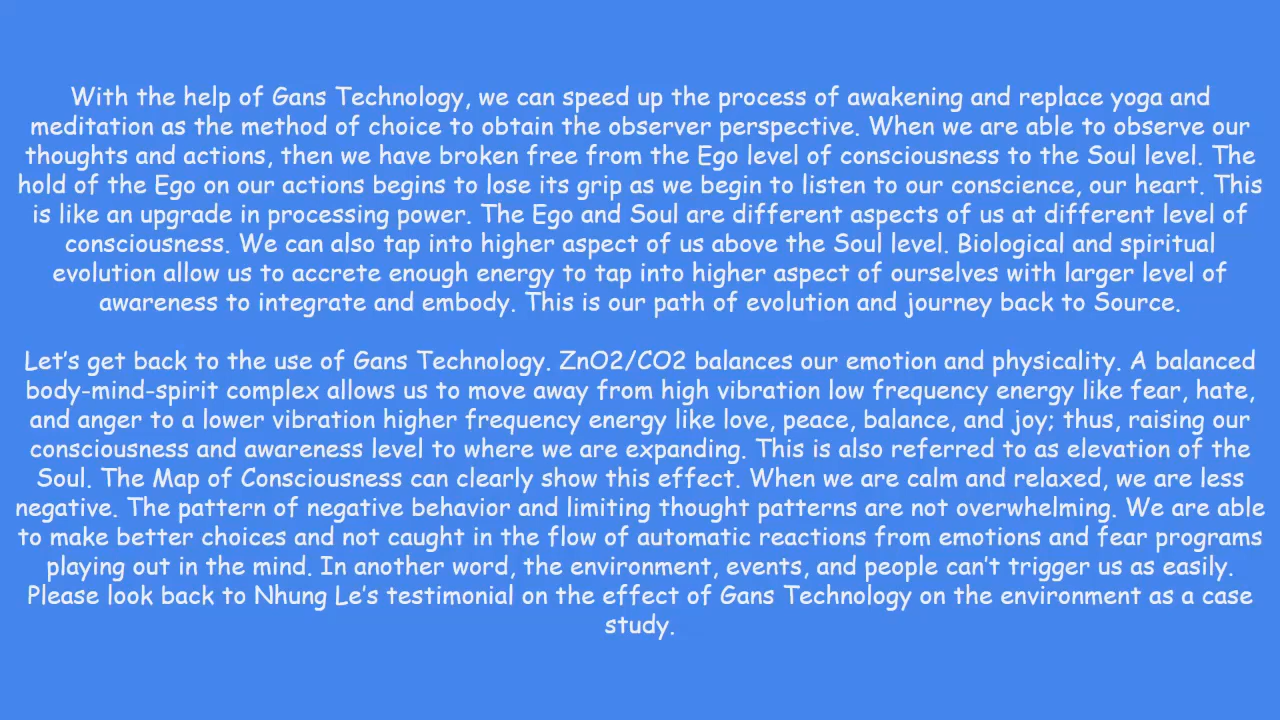 With the help of Gans Technology, we can speed up the process of awakening and replace yoga and
meditation as the method of choice to obtain the observer perspective. When we are able to observe our
thoughts and actions, then we have broken free from the Ego level of consciousness to the Soul level. The
hold of the Ego on our actions begins to lose its grip as we begin to listen to our conscience, our heart. This
is like an upgrade in processing power. The Ego and Soul are different aspects of us at different level of
consciousness. We can also tap into higher aspect of us above the Soul level. Biological and spiritual
evolution allow us to accrete enough energy to tap into higher aspect of ourselves with larger level of
awareness to integrate and embody. This is our path of evolution and journey back to Source.
Let's get back to the use of Gans Technology. ZnO2/CO2 balances our emotion and physicality. A balanced
body-mind-spirit complex allows us to move away from high vibration low frequency energy like fear, hate,
and anger to a lower vibration higher frequency energy like love, peace, balance, and joy; thus, raising our
consciousness and awareness level to where we are expanding. This is also referred to as elevation of the
Soul. The Map of Consciousness can clearly show this effect. When we are calm and relaxed, we are less
negative. The pattern of negative behavior and limiting thought patterns are not overwhelming. We are able
to make better choices and not caught in the flow of automatic reactions from emotions and fear programs
playing out in the mind. In another word, the environment, events, and people can't trigger us as easily.
Please look back to Nhung Le's testimonial on the effect of Gans Technology on the environment as a case
study.